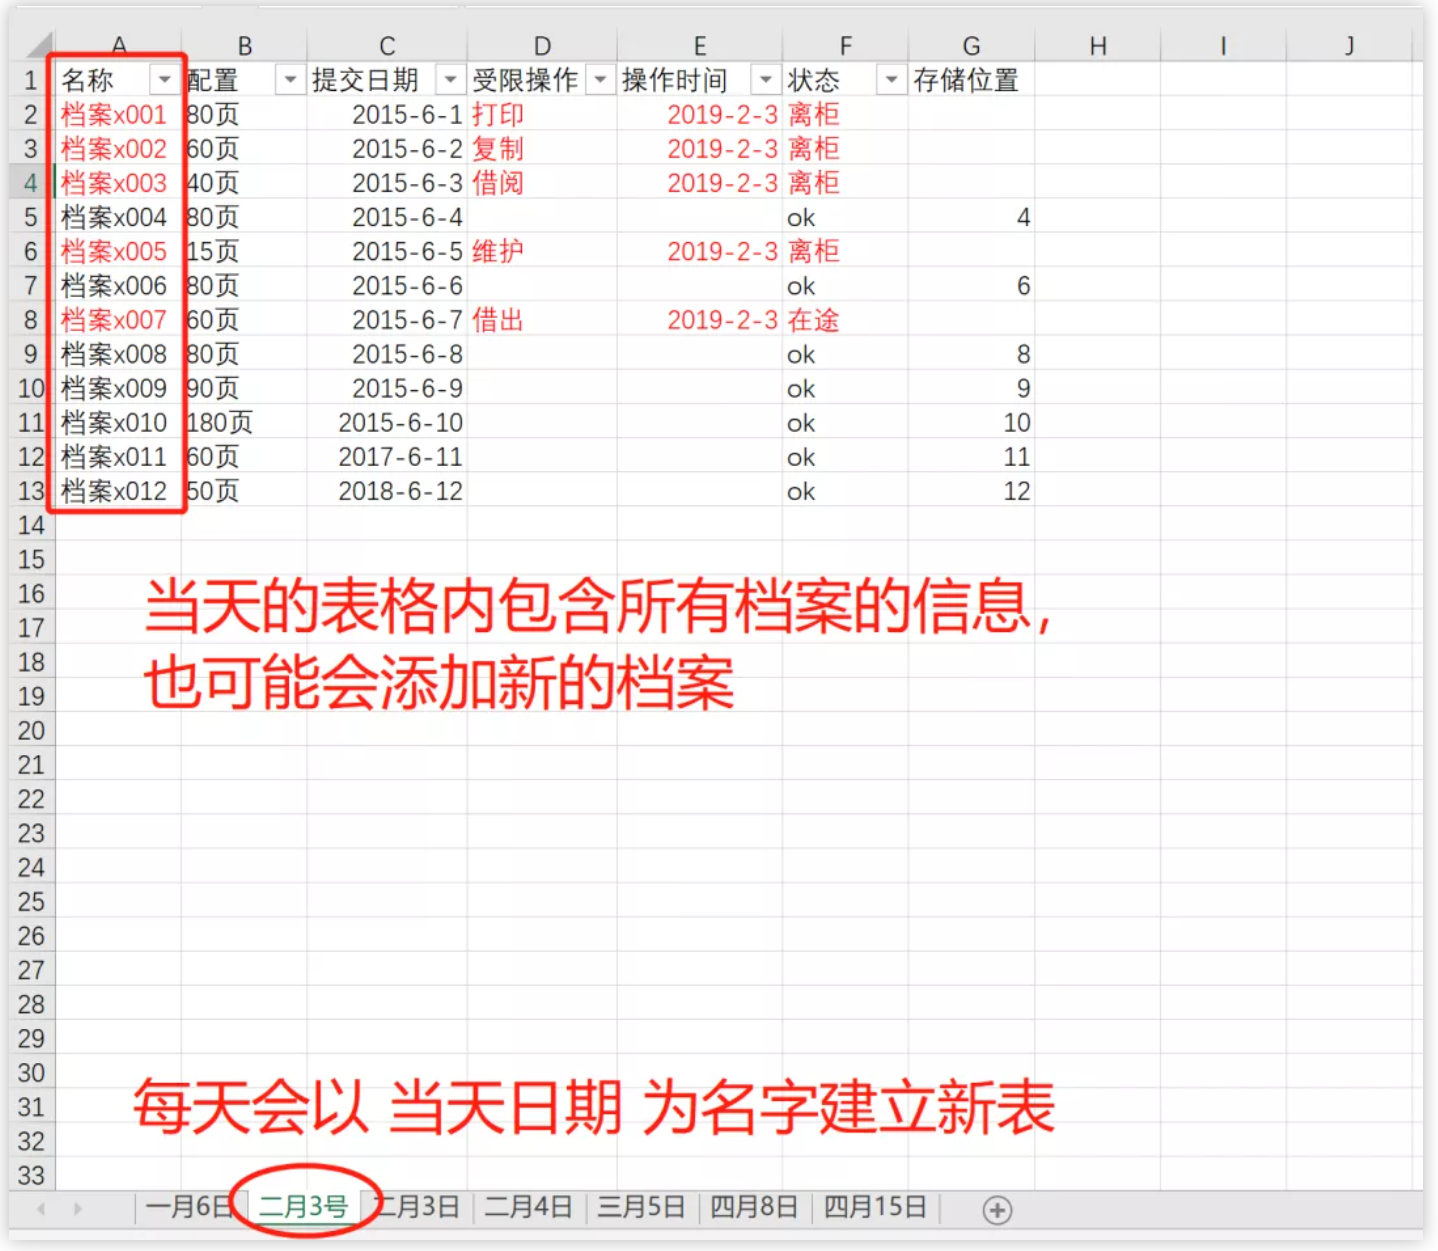 A B C D E F G H I J
1 名称 配置 提交日期 受限操作 操作时间 状态 存储位置
2 档案x001 80页 2015-6-1 打印 2019-2-3 离柜
3 档案x002 60页 2015-6-2 复制 2019-2-3 离柜
4 档案x003 40页 2015-6-3 借阅 2019-2-3 离柜
5 档案x004 80页 2015-6-4 ok 4
6 档案x005 15页 2015-6-5 维护 2019-2-3 离柜
7 档案x006 80页 2015-6-6 ok 6
8 档案x007 60页 2015-6-7 借出 2019-2-3 在途
9 档案x008 80页 2015-6-8 ok 8
10 档案x009 90页 2015-6-9 ok 9
11 档案x010 180页 2015-6-10 ok 10
12 档案x011 60页 2017-6-11 ok 11
13 档案x012 50页 2018-6-12 ok 12
14
15
16
当天的表格内包含所有档案的信息，
17
18
也可能会添加新的档案
19
20
21
22
23
24
25
26
27
28
29
30
31
每天会以 当天日期 为名字建立新表
32
33
一月6日 二月3号 二月3日 二月4日 三月5日 四月8日 四月15日